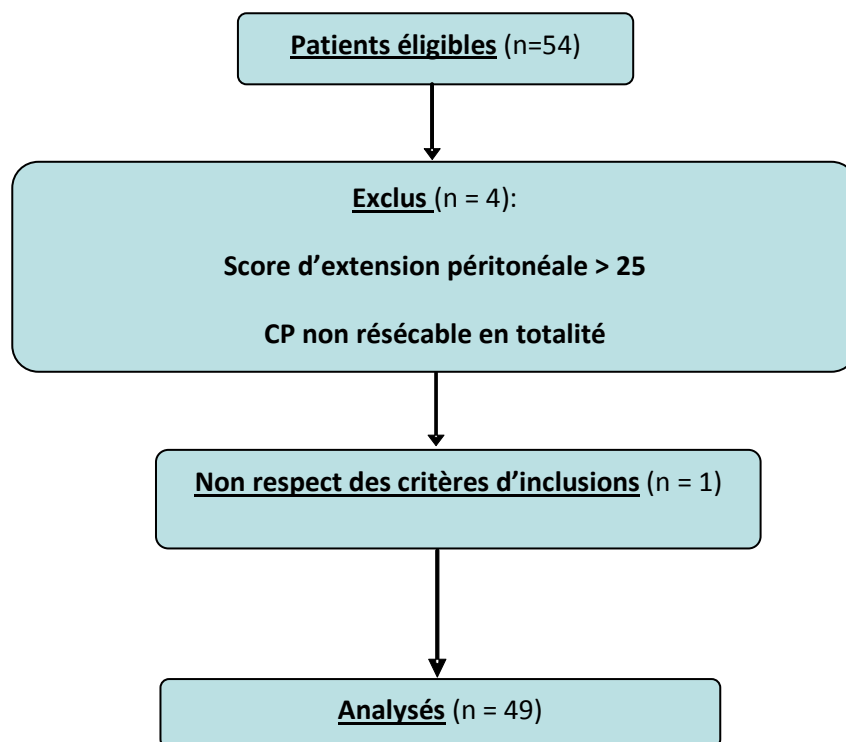 Patients éligibles (n=54)
Exclus (n = 4):
Score d’extension péritonéale > 25
CP non résécable en totalité
Non respect des critères d’inclusions (n = 1)
Analysés (n = 49)